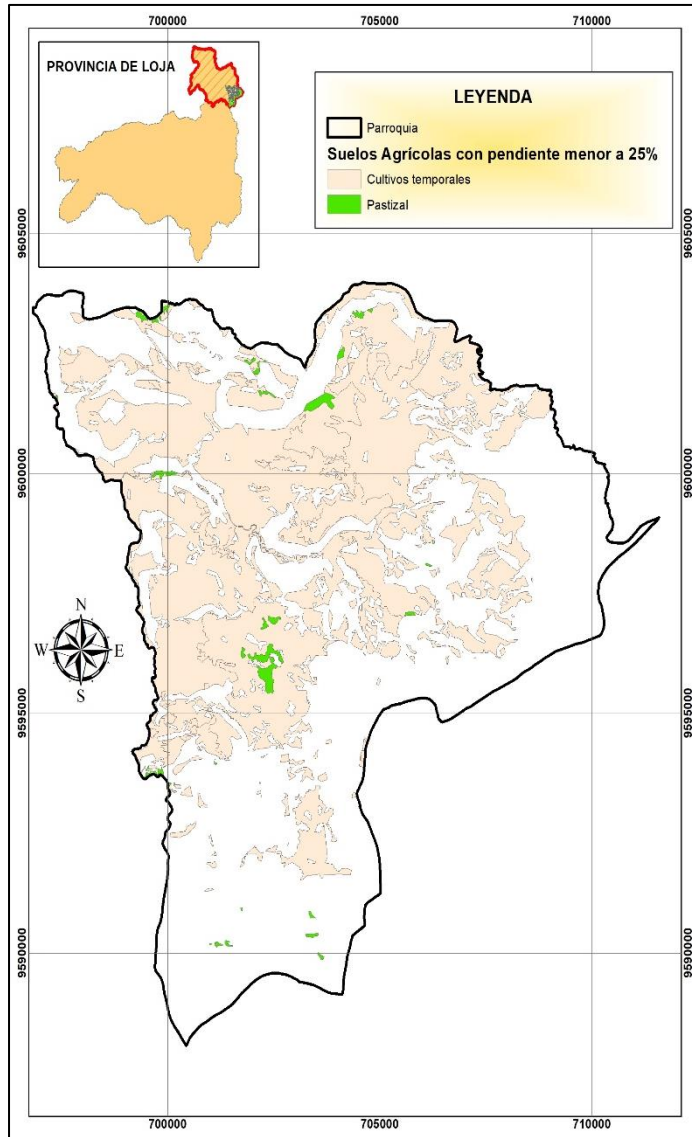 700000
705000
710000
PROVINCIA DE LOJA
LEYENDA
Parroquia
Suelos Agrícolas con pendiente menor a 25%
Cultivos temporales
Pastizal
9605000
9605000
9600000
9600000
N
W
E
S
9595000
9595000
9590000
9590000
700000
705000
710000